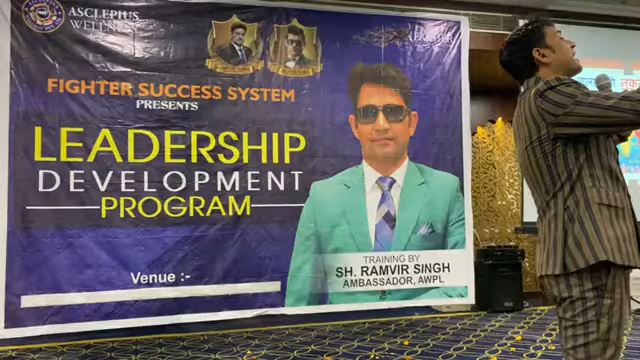 ASCLEPIUS
WELLNESS
FIGHTER SUCCESS SYSTEM
PRESENTS
LEADERSHIP
DEVELOPMENT
PROGRAM
Venue :-
TRAINING BY
SH. RAMVIR SINGH
AMBASSADOR, AWPL